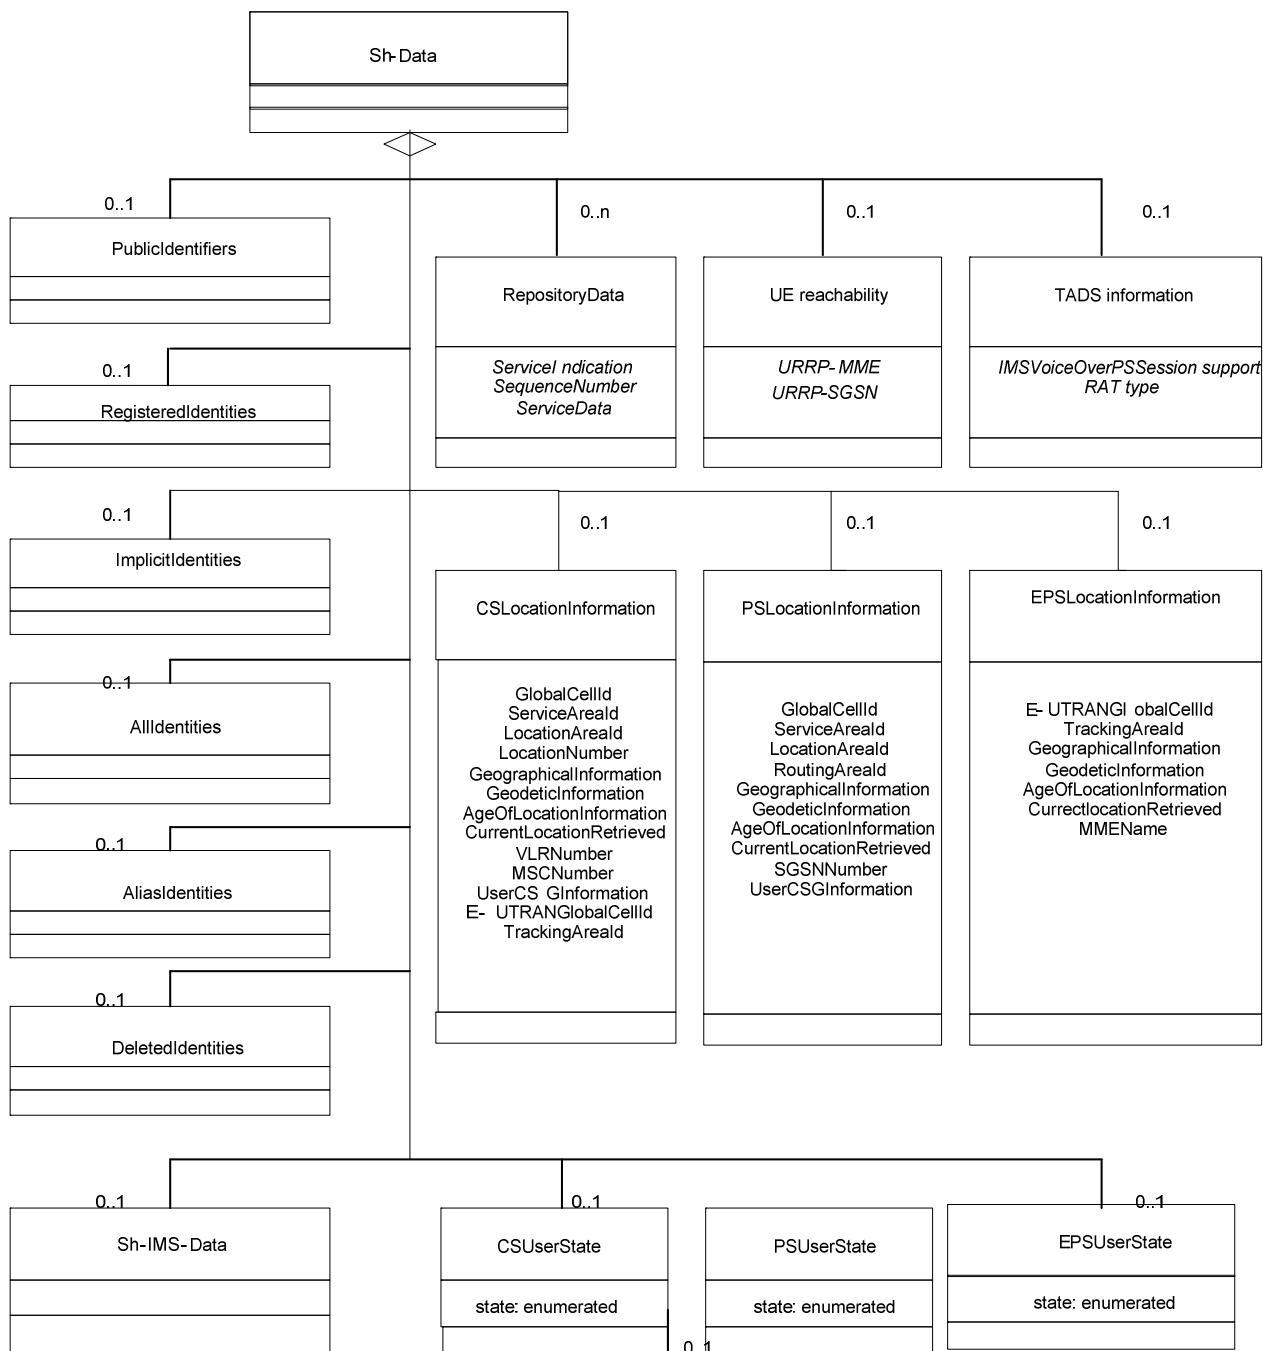 Sh-Data
0..1
0..n
0..1
0..1
PublicIdentifiers
RepositoryData
UE reachability
TADS information
ServiceI ndication
SequenceNumber
ServiceData
URRP- MME
URRP-SGSN
IMSVoiceOverPSSession support
RAT type
0..1
RegisteredIdentities
0..1
0..1
0..1
0..1
ImplicitIdentities
CSLocationInformation
PSLocationInformation
EPSLocationInformation
GlobalCellId
ServiceAreaId
LocationAreaId
LocationNumber
GeographicalInformation
GeodeticInformation
AgeOfLocationInformation
CurrentLocationRetrieved
VLRNumber
MSCNumber
UserCS GInformation
E- UTRANGlobalCellId
TrackingAreaId
GlobalCellId
ServiceAreaId
LocationAreaId
RoutingAreaId
GeographicalInformation
GeodeticInformation
AgeOfLocationInformation
CurrentLocationRetrieved
SGSNNumber
UserCSGInformation
E- UTRANGl obalCellId
TrackingAreaId
GeographicalInformation
GeodeticInformation
AgeOfLocationInformation
CurrectlocationRetrieved
MMEName
0..1
AllIdentities
0..1
AliasIdentities
0..1
DeletedIdentities
0..1
0..1
0..1
Sh-IMS-Data
CSUserState
PSUserState
EPSUserState
state: enumerated
state: enumerated
state: enumerated
0..1